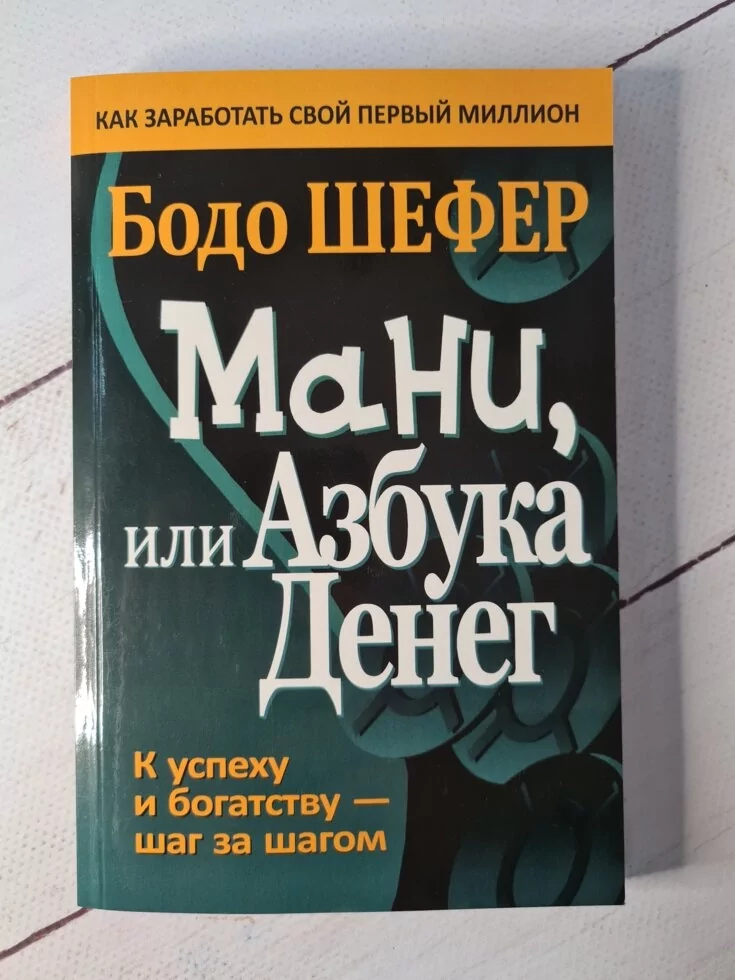 КАК ЗАРАБОТАТЬ СВОЙ ПЕРВЫЙ МИЛЛИОН
Бодо ШЕФЕР
Мани,
или Азбука
Денег
К успеху
и богатству —
шаг за шагом